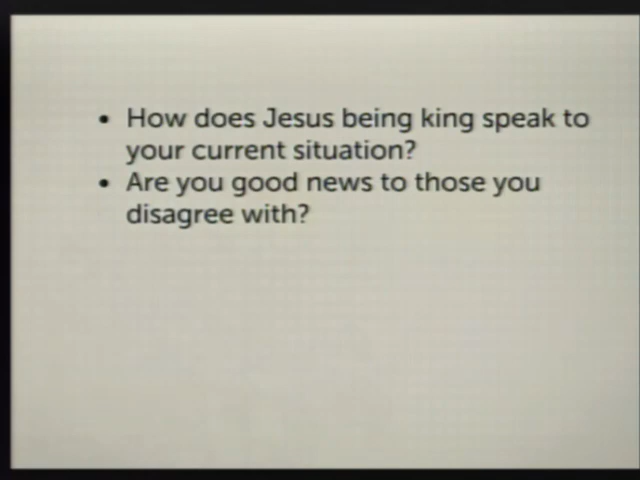 • How does Jesus being king speak to
your current situation?
• Are you good news to those you
disagree with?